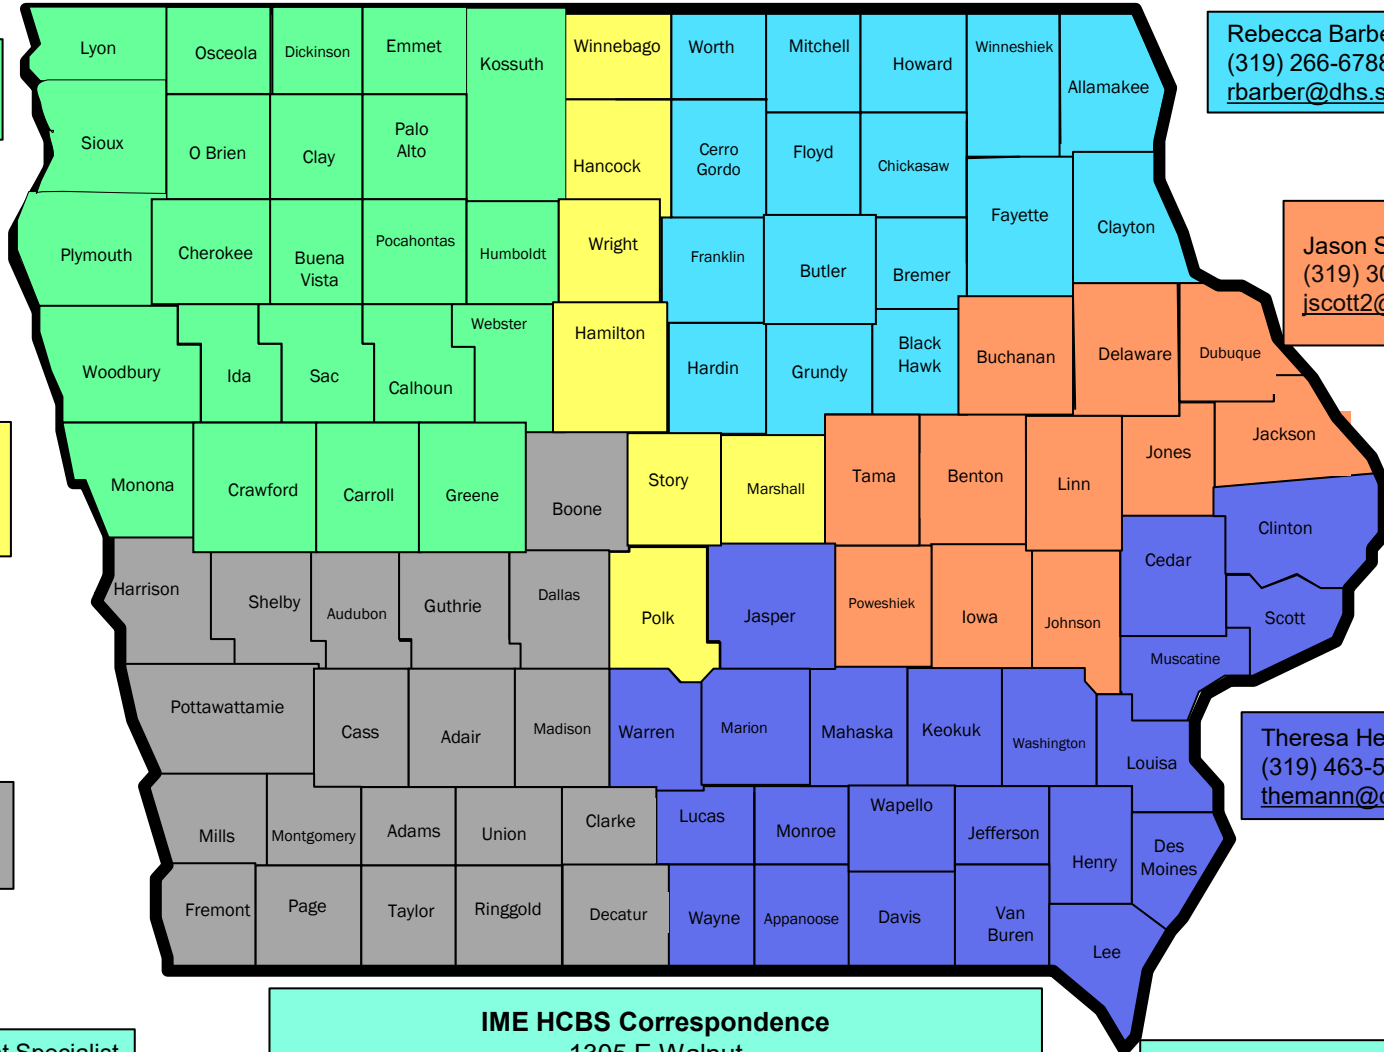 Lyon
Osceola
Dickinson
Emmet
Kossuth
Winnebago
Worth
Mitchell
Howard
Winneshiek
Allamakee
Sioux
O Brien
Clay
Palo
Alto
Hancock
Cerro
Gordo
Floyd
Chickasaw
Fayette
Clayton
Plymouth
Cherokee
Buena
Vista
Pocahontas
Humboldt
Wright
Franklin
Butler
Bremer
Woodbury
Ida
Sac
Calhoun
Webster
Hamilton
Hardin
Grundy
Black
Hawk
Buchanan
Delaware
Dubuque
Monona
Crawford
Carroll
Greene
Boone
Story
Marshall
Tama
Benton
Linn
Jones
Jackson
Harrison
Shelby
Audubon
Guthrie
Dallas
Polk
Jasper
Poweshiek
Iowa
Johnson
Cedar
Clinton
Scott
Muscatine
Pottawattamie
Cass
Adair
Madison
Warren
Marion
Mahaska
Keokuk
Washington
Louisa
Mills
Montgomery
Adams
Union
Clarke
Lucas
Monroe
Wapello
Jefferson
Henry
Des
Moines
Fremont
Page
Taylor
Ringgold
Decatur
Wayne
Appanoose
Davis
Van
Buren
Lee
Rebecca Barbe
(319) 266-6788
rbarber@dhs.s
Jason S
(319) 30
jscott2@
Theresa He
(319) 463-5
themann@
IME HCBS Correspondence
1305 E Walnut
Specialist